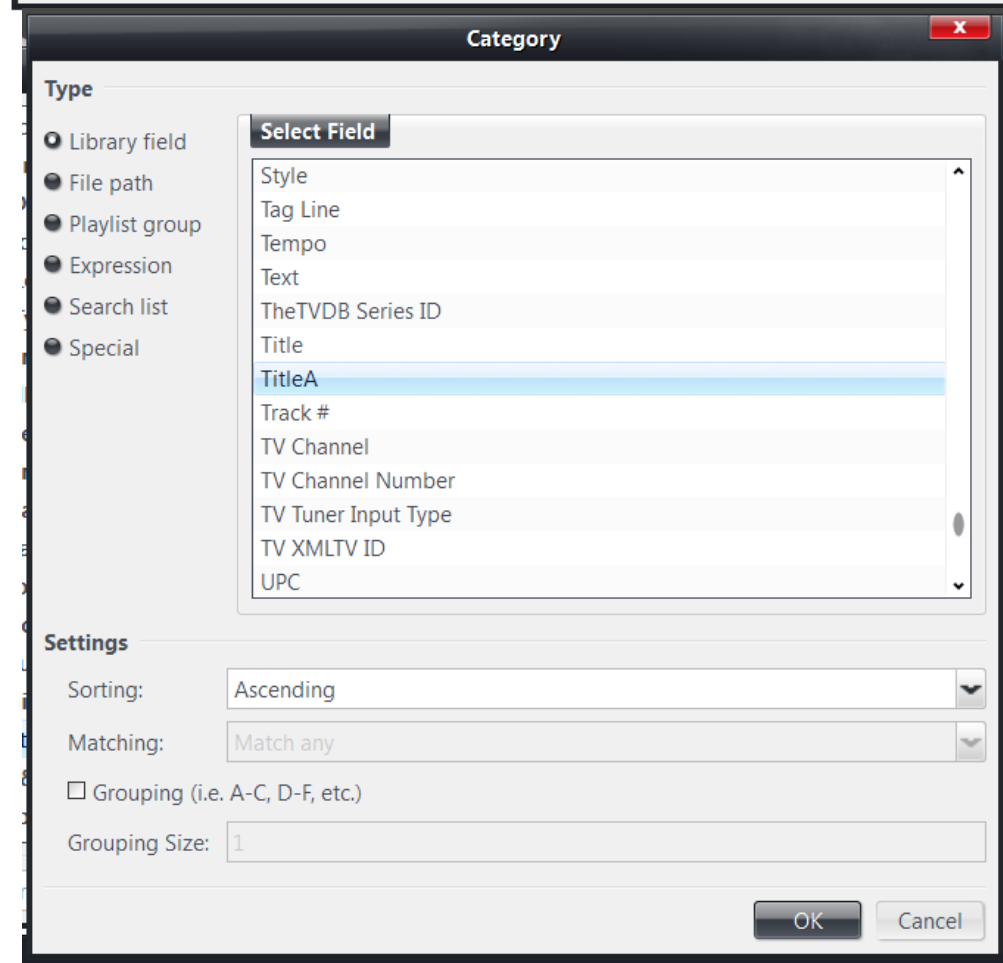 Category
x
Type
Library field
File path
Playlist group
Expression
Search list
Special
Select Field
Style
Tag Line
Tempo
Text
TheTVDB Series ID
Title
TitleA
Track #
TV Channel
TV Channel Number
TV Tuner Input Type
TV XMLTV ID
UPC
Settings
Sorting: Ascending
Matching: Match any
Grouping (i.e. A-C, D-F, etc.)
Grouping Size: 1
OK Cancel